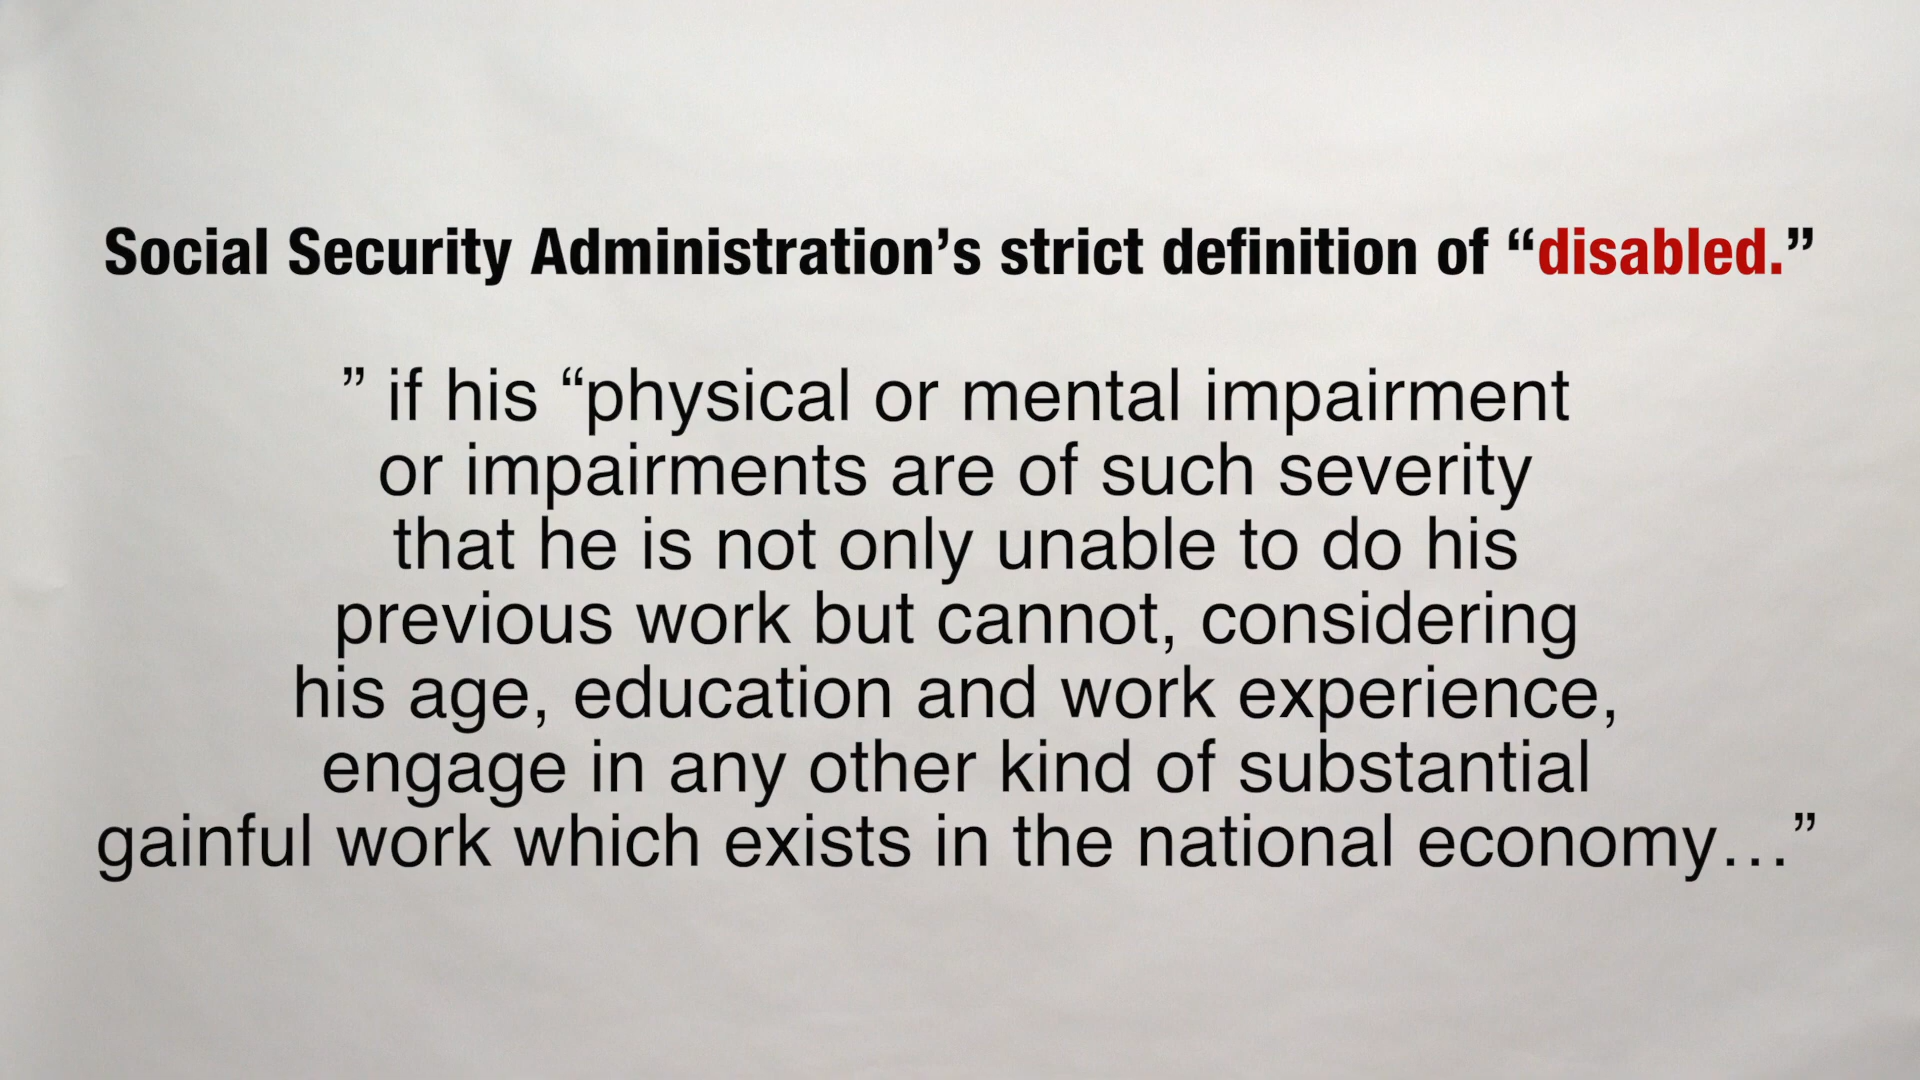 Social Security Administration’s strict definition of “disabled.”
” if his “physical or mental impairment
or impairments are of such severity
that he is not only unable to do his
previous work but cannot, considering
his age, education and work experience,
engage in any other kind of substantial
gainful work which exists in the national economy…”